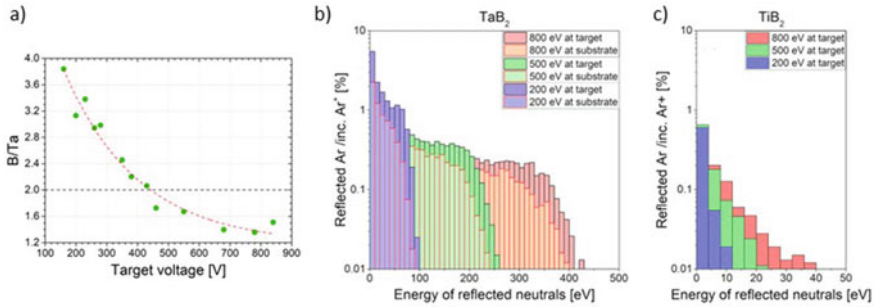 a)
4.0
3.6
3.2
2.8
2.4
2.0
1.6
1.2
B/Ta
100 200 300 400 500 600 700 800 900
Target voltage [V]
b)
TaB2
800 eV at target
800 eV at substrate
500 eV at target
500 eV at substrate
200 eV at target
200 eV at substrate
10
1
0.1
0.01
Reflected Ar /inc. Ar+ [%]
0 100 200 300 400 500
Energy of reflected neutrals [eV]
c)
TiB2
800 eV at target
500 eV at target
200 eV at target
10
1
0.1
0.01
Reflected Ar /inc. Ar+ [%]
0 10 20 30 40 50
Energy of reflected neutrals [eV]